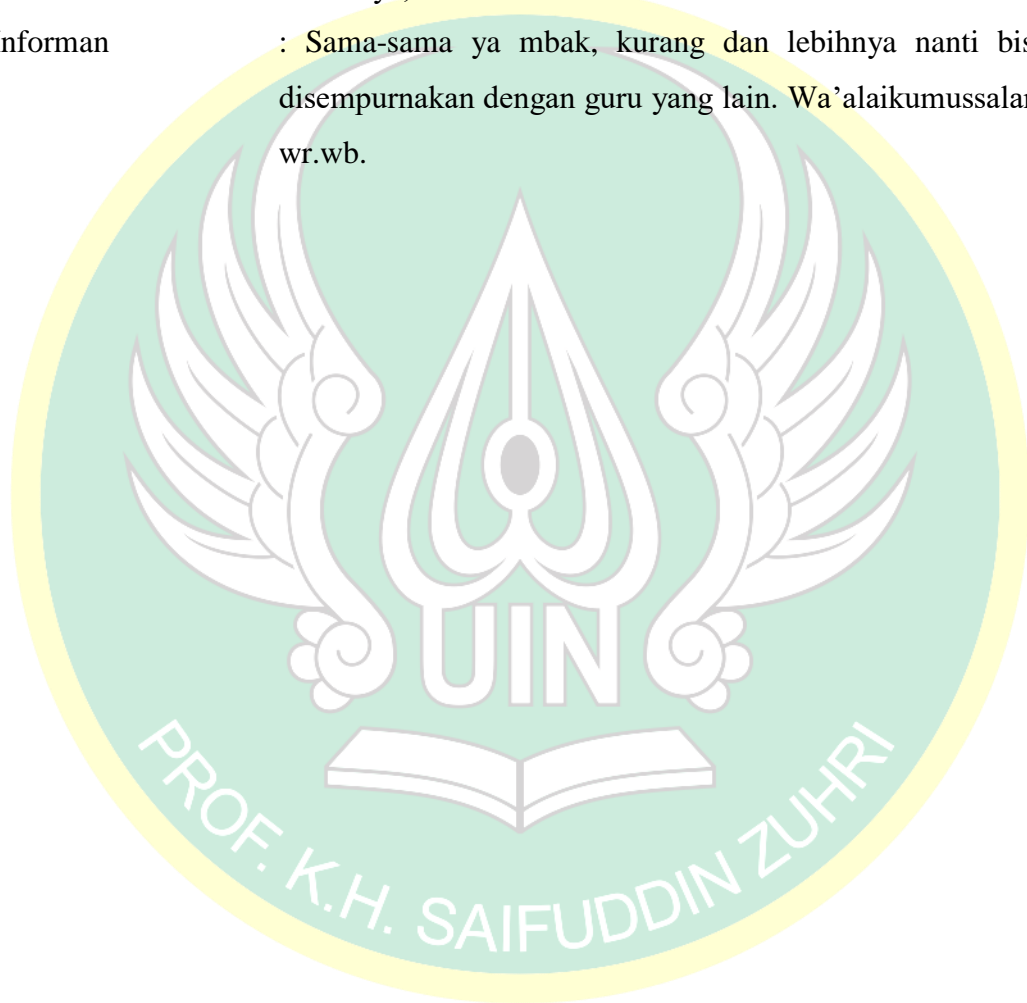 Informan : Sama-sama ya mbak, kurang dan lebihnya nanti bis
disempurnakan dengan guru yang lain. Wa’alaikumussalar
wr.wb.
UIN
PROF. K.H. SAIFUDDIN ZUHRI